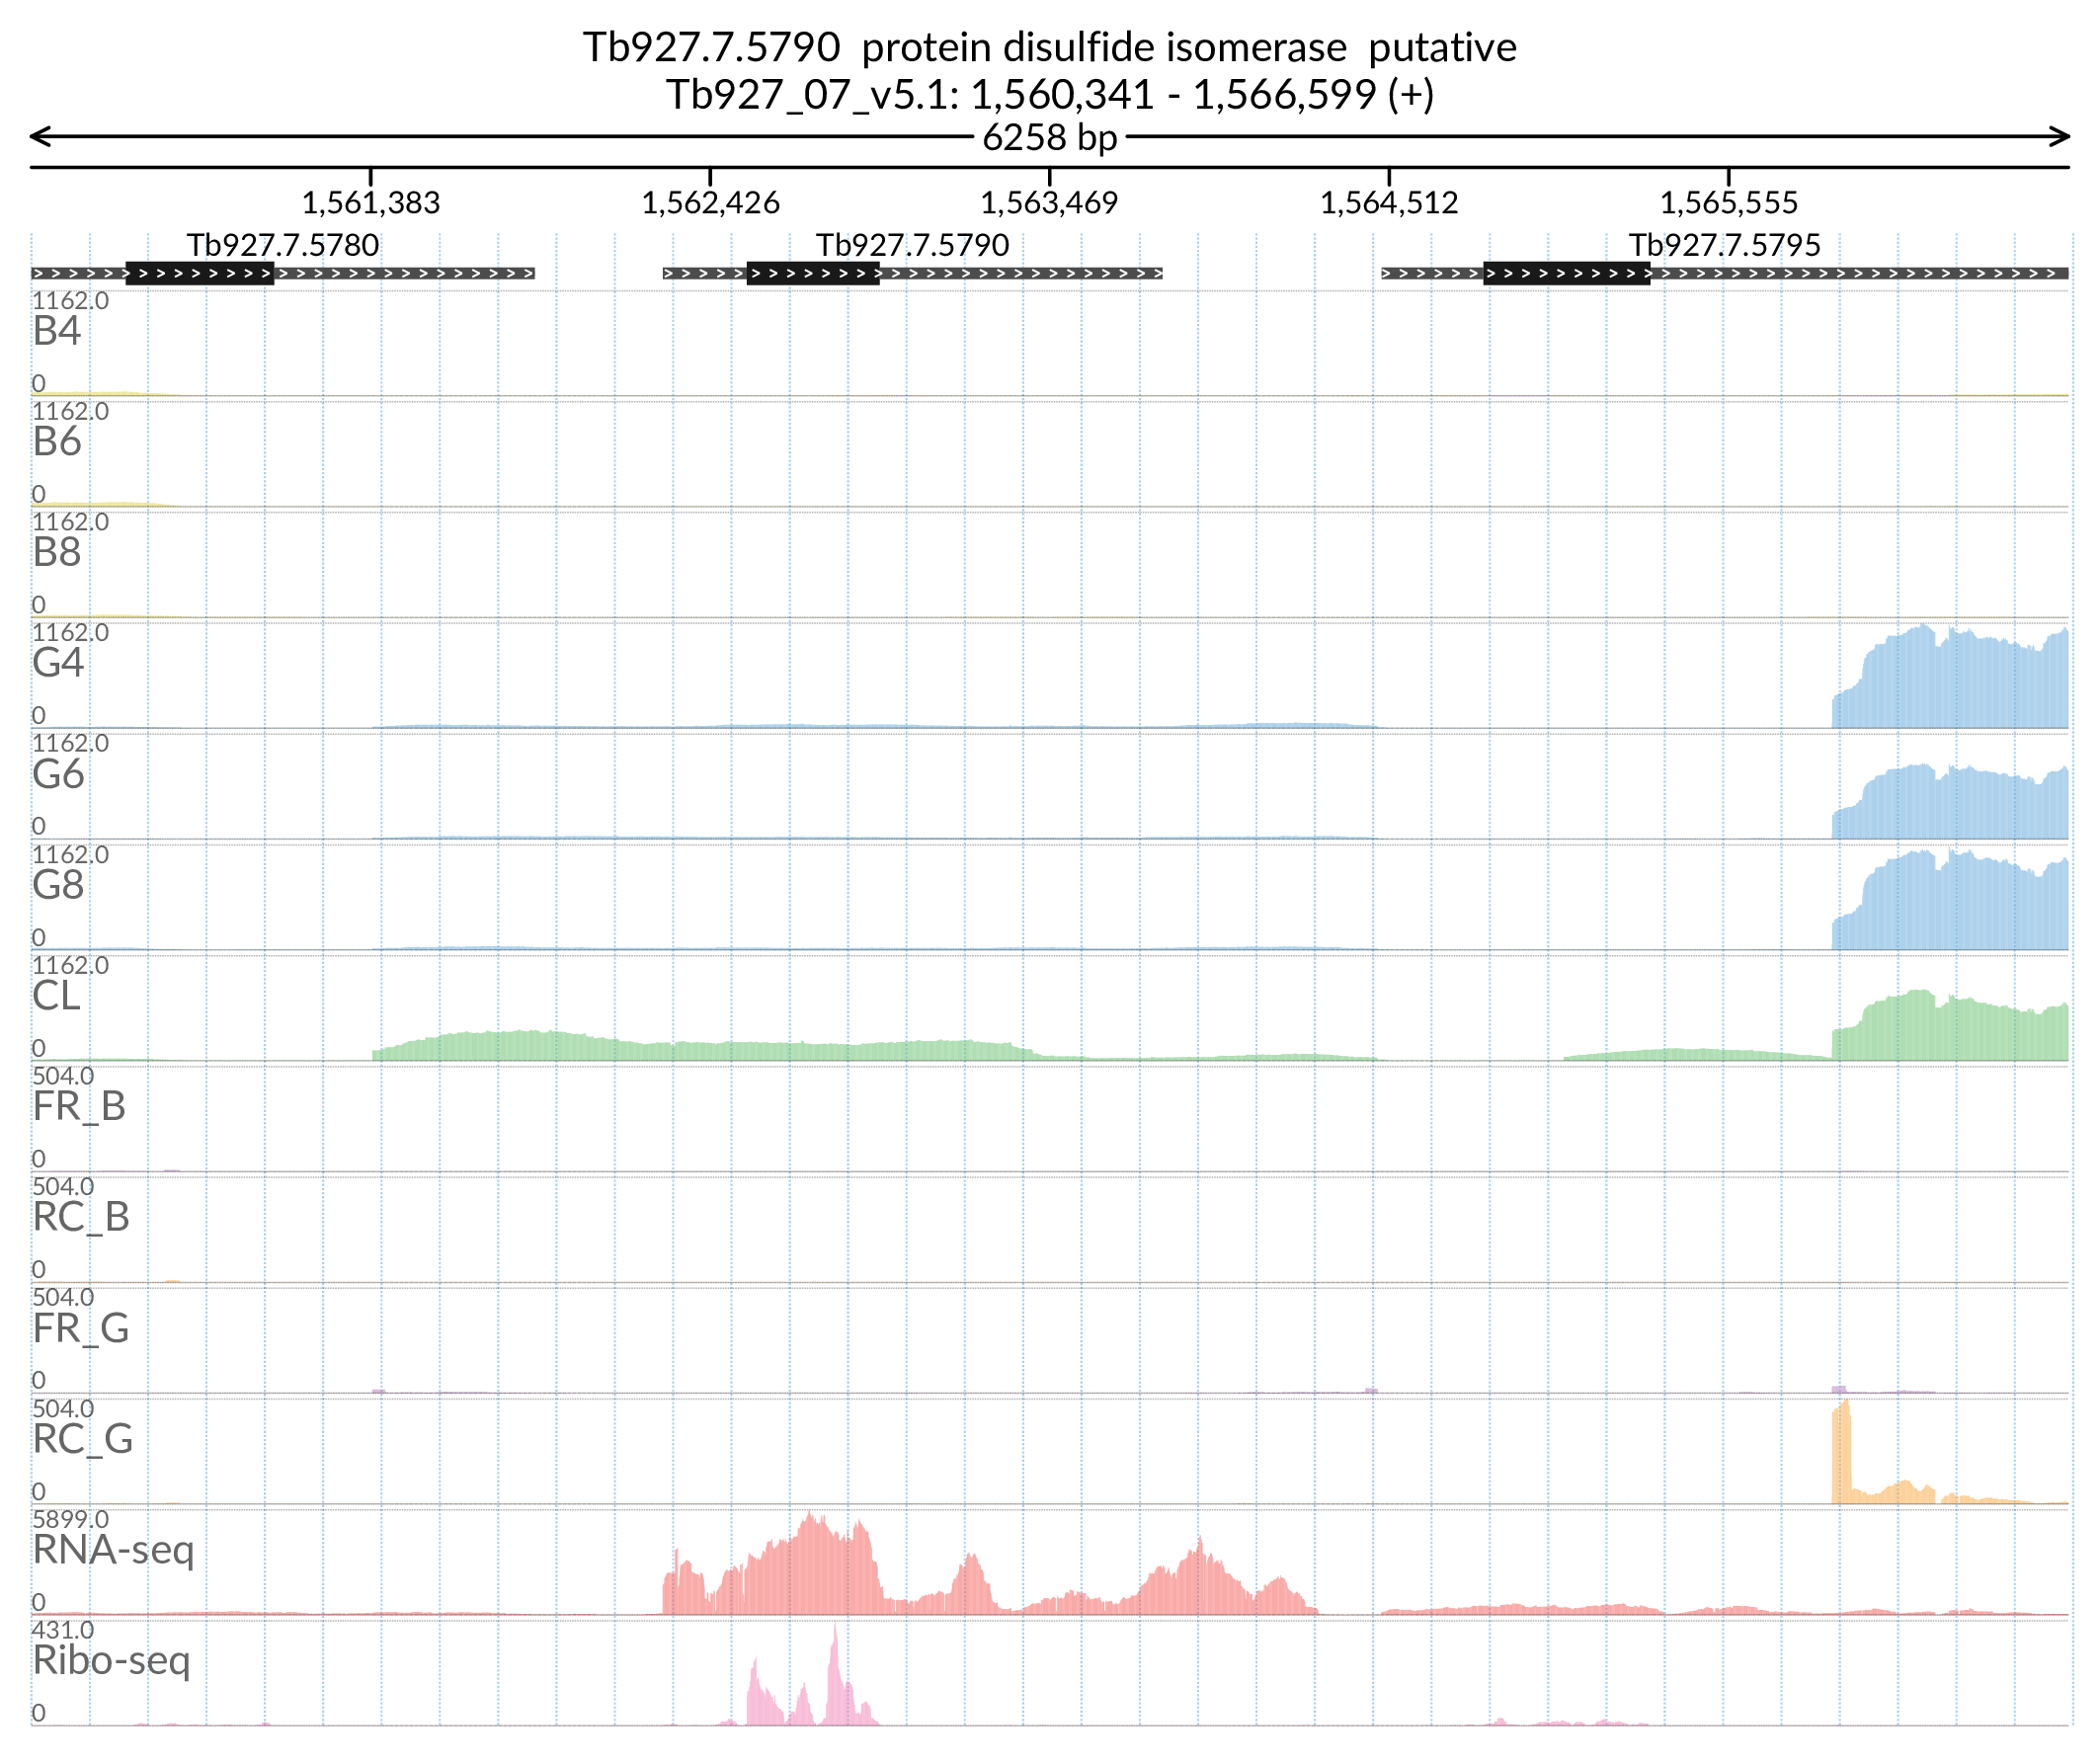 Tb927.7.5790 protein disulfide isomerase putative
Tb927_07_v5.1: 1,560,341 - 1,566,599 (+)
6258 bp
1,561,383 1,562,426 1,563,469 1,564,512 1,565,555
Tb927.7.5780 Tb927.7.5790 Tb927.7.5795
1162.0
B4
0
1162.0
B6
0
1162.0
B8
0
1162.0
G4
0
1162.0
G6
0
1162.0
G8
0
1162.0
CL
0
504.0
FR_B
0
504.0
RC_B
0
504.0
FR_G
0
504.0
RC_G
0
5899.0
RNA-seq
0
431.0
Ribo-seq
0